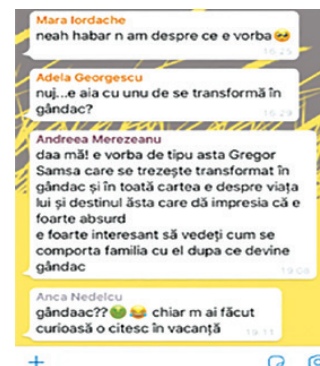 Mara Iordache
neah habar n am despre ce e vorba🥹
16:25
Adela Georgescu
nuj...e aia cu unu de se transformă în
gândac?
16:29
Andreea Merezeanu
daa mă! e vorba de tipu asta Gregor
Samsa care se trezește transformat în
gândac și în toată cartea e despre viața
lui și destinul ăsta care dă impresia că e
foarte absurd
e foarte interesant să vedeți cum se
comporta familia cu el dupa ce devine
gândac
19:08
Anca Nedelcu
gândaac??🤢😂 chiar m ai făcut
curioasă o citesc în vacanță
19:11